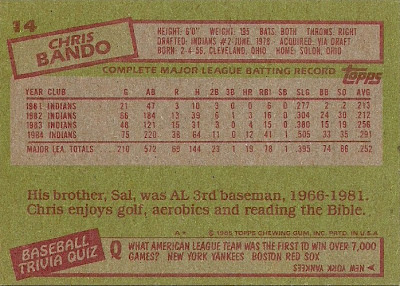 14
CHRIS
BANDO
HEIGHT: 6'0" WEIGHT: 195 BATS: BOTH THROWS: RIGHT
DRAFTED: INDIANS #2-JUNE, 1978 - ACQUIRED: VIA DRAFT
BORN: 2-4-56, CLEVELAND, OHIO HOME: SOLON, OHIO
COMPLETE MAJOR LEAGUE BATTING RECORD topps
YEAR CLUB G AB R H 2B 3B HR RBI SB SLG BB SO AVG
1981 INDIANS 21 47 3 10 3 0 0 6 0 .277 2 2 .213
1982 INDIANS 66 184 13 39 6 1 3 16 0 .304 24 30 .212
1983 INDIANS 48 121 15 31 3 0 4 15 0 .380 15 19 .256
1984 INDIANS 75 220 38 64 11 0 12 41 1 .505 33 35 .291
MAJOR LEA. TOTALS 210 572 69 144 23 1 19 78 1 .395 74 86 .252
His brother, Sal, was AL 3rd baseman, 1966-1981.
Chris enjoys golf, aerobics and reading the Bible.
A * © 1985 TOPPS CHEWING GUM, INC. PRTD. IN U.S.A.
BASEBALL
TRIVIA QUIZ
Q WHAT AMERICAN LEAGUE TEAM WAS THE FIRST TO WIN OVER 7,000
GAMES? NEW YORK YANKEES BOSTON RED SOX
A NEW YORK YANKEES